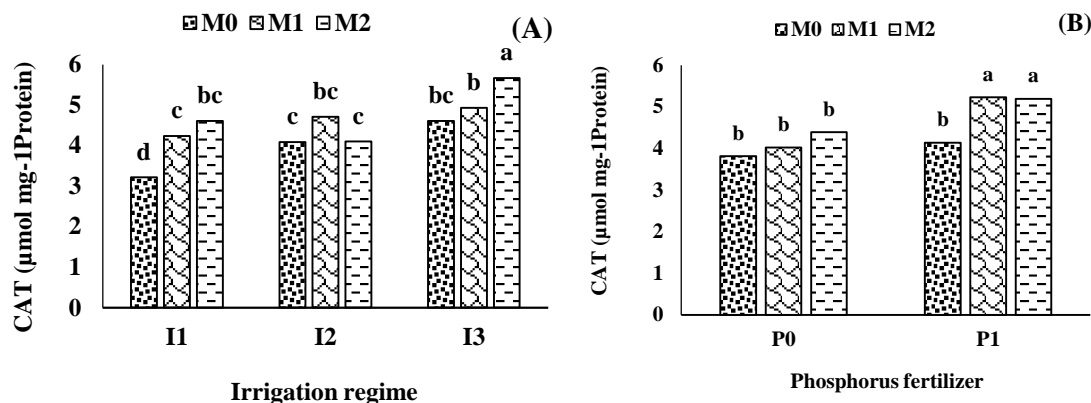 M0 M1 M2
(A)
CAT (µmol mg-1Protein)
6
5
4
3
2
1
0
d
c
bc
c
bc
c
bc
b
a
I1 I2 I3
Irrigation regime
M0 M1 M2
(B)
CAT (µmol mg-1Protein)
6
5
4
3
2
1
0
b
b
b
b
a
a
P0 P1
Phosphorus fertilizer